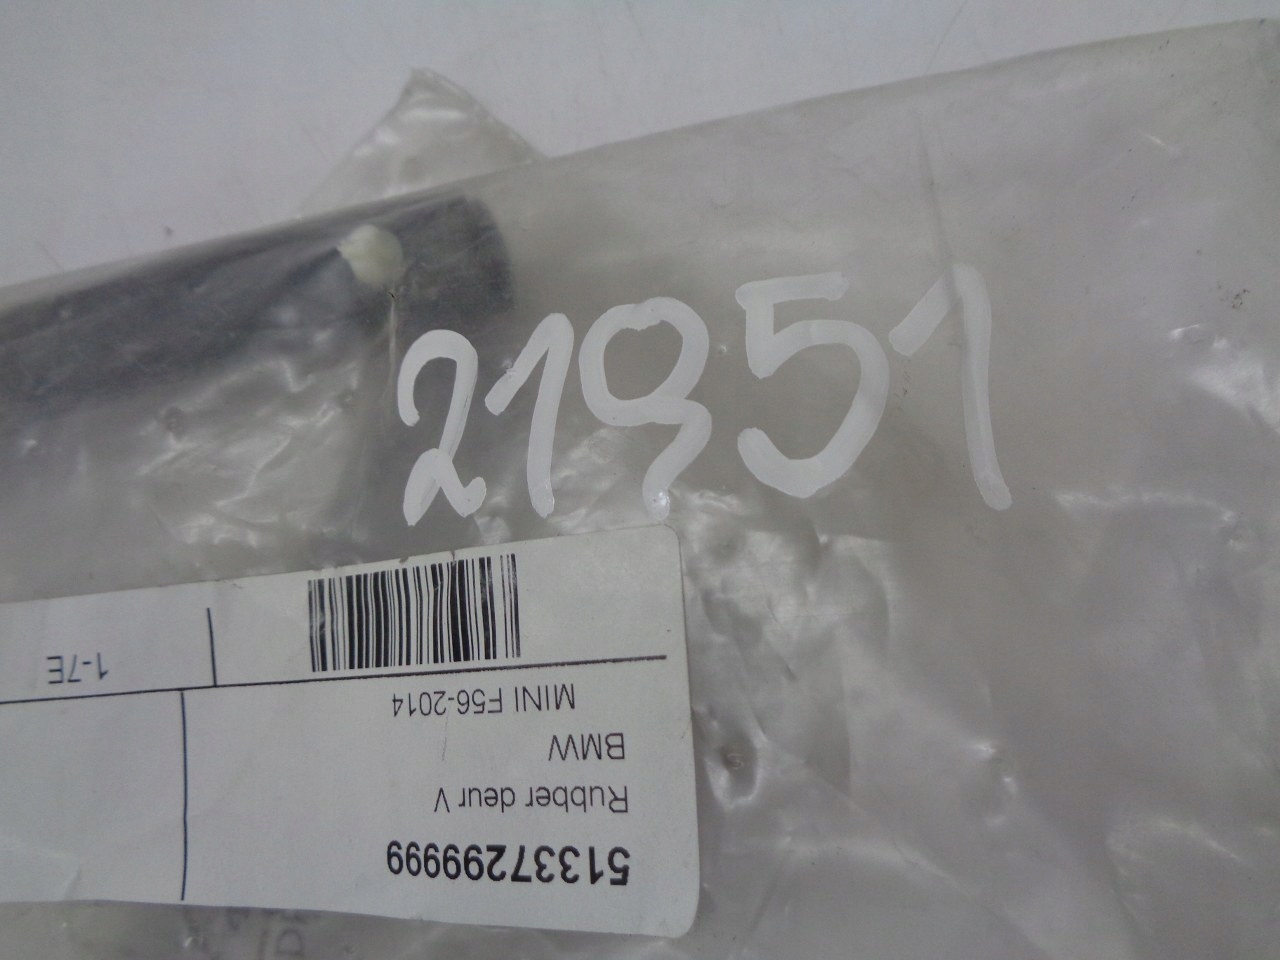 21951
51337299999
Rubber deur V
BMW
MINI F56-2014
1-7E